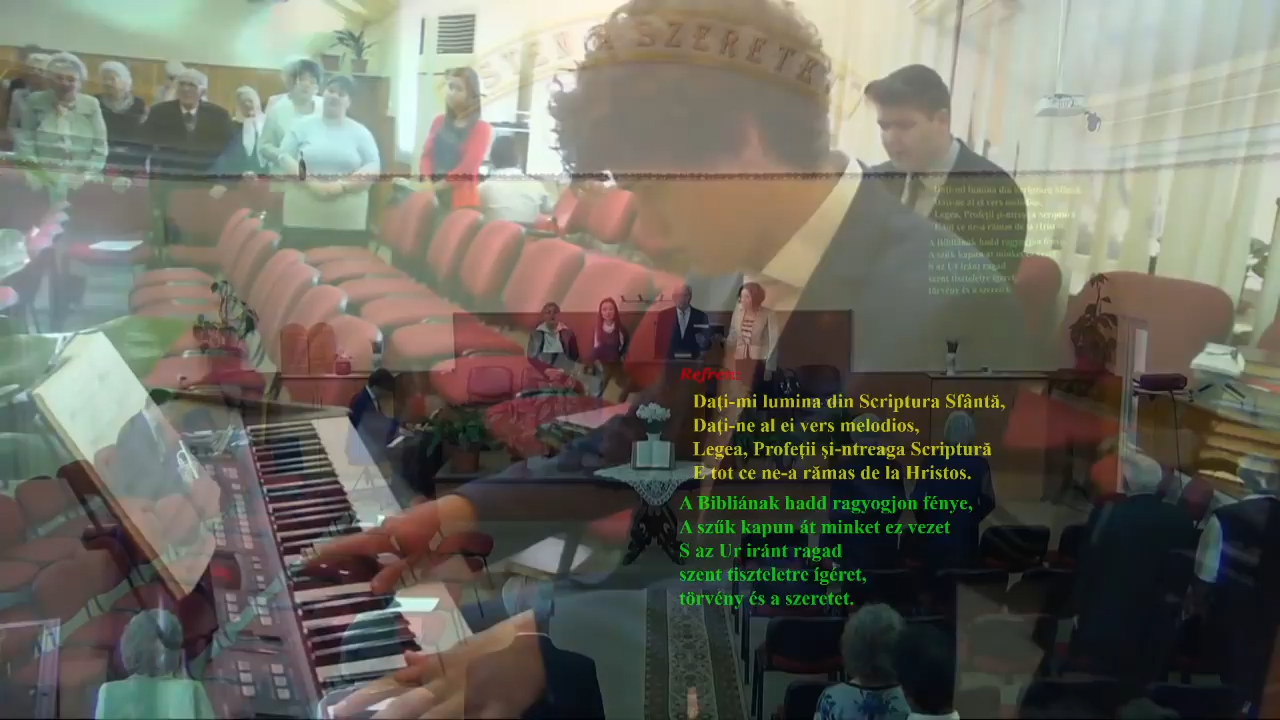 SZERETE
Refren:
Daţi-mi lumina din Scriptura Sfântă,
Daţi-ne al ei vers melodios,
Legea, Profeţii şi-ntreaga Scriptură
E tot ce ne-a rămas de la Hristos.
A Bibliának hadd ragyogjon fénye,
A szűk kapun át minket ez vezet
S az Ur iránt ragad
szent tiszteletre ígéret,
törvény és a szeretet.